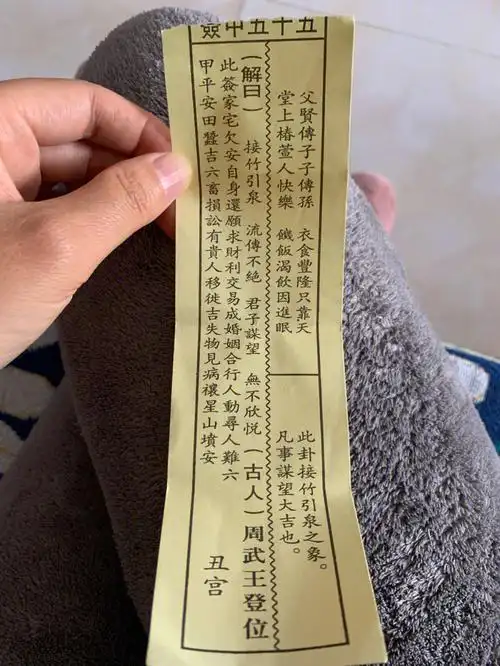 五十五中簽
父賢傳子子傳孫 衣食豐隆只靠天
堂上椿萱人快樂 饑飯渴飲因進眠
此卦接竹引泉之象。
凡事謀望大吉也。
(解曰) 接竹引泉 流傳不絕 君子謀望 無不欣悦 (古人) 周武王登位
此簽家宅欠安自身還願求財利交易成婚姻合行人動尋人難六
甲平安田蠶吉六畜損訟有貴人移徙吉失物見病禳星山墳安
丑宮